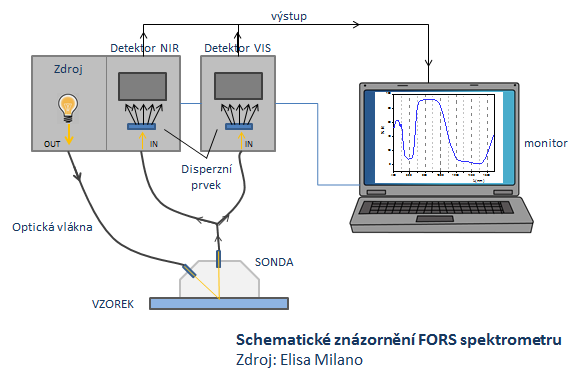 výstup
Detektor NIR
Detektor VIS
Zdroj
OUT
IN
IN
Disperzní
prvek
monitor
Optická vlákna
SONDA
VZOREK
Schematické znázornění FORS spektrometru
Zdroj: Elisa Milano